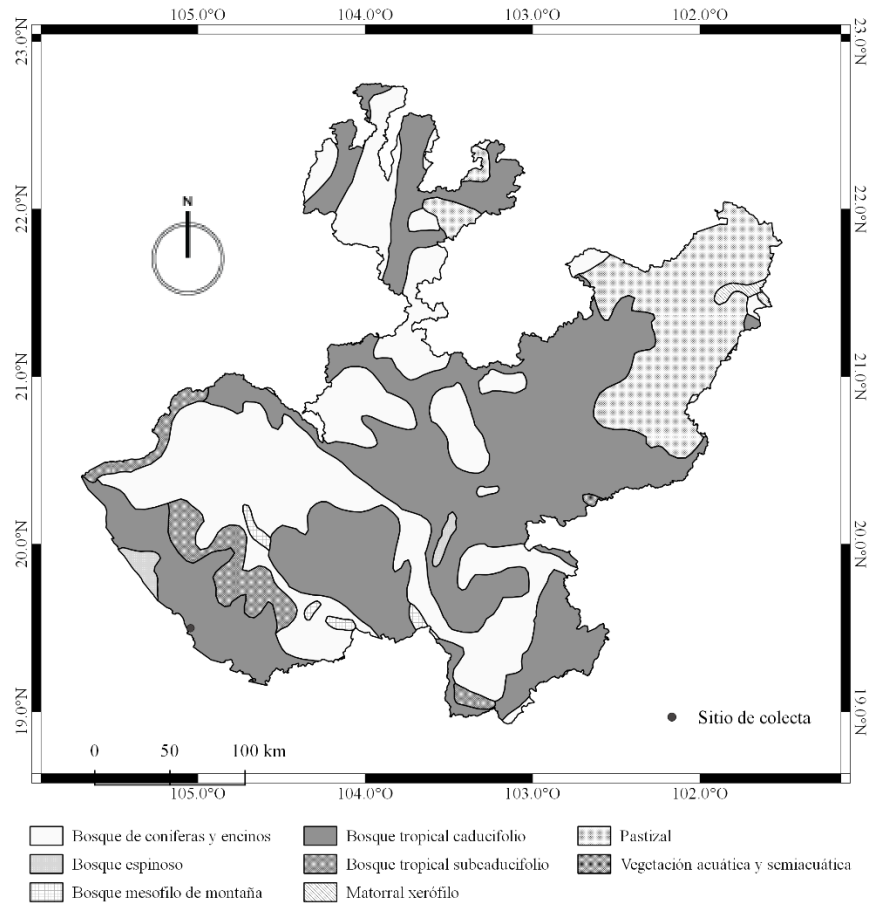 105.0°O 104.0°O 103.0°O 102.0°O
23.0°N 23.0°N
N
22.0°N 22.0°N
21.0°N 21.0°N
20.0°N 20.0°N
19.0°N 19.0°N
Sitio de colecta
0 50 100 km
105.0°O 104.0°O 103.0°O 102.0°O
Bosque de coniferas y encinos Bosque tropical caducifolio Pastizal
Bosque espinoso Bosque tropical subcaducifolio Vegetación acuática y semiacuática
Bosque mesofilo de montaña Matorral xerófilo